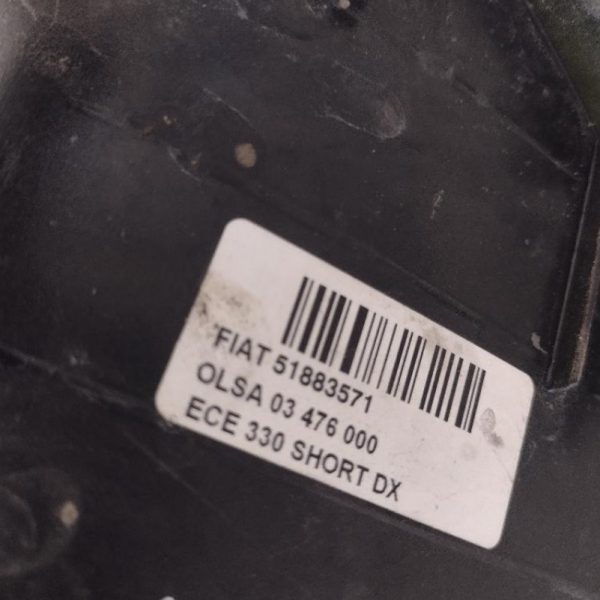 FIAT 51883571
OLSA 03 476 000
ECE 330 SHORT DX